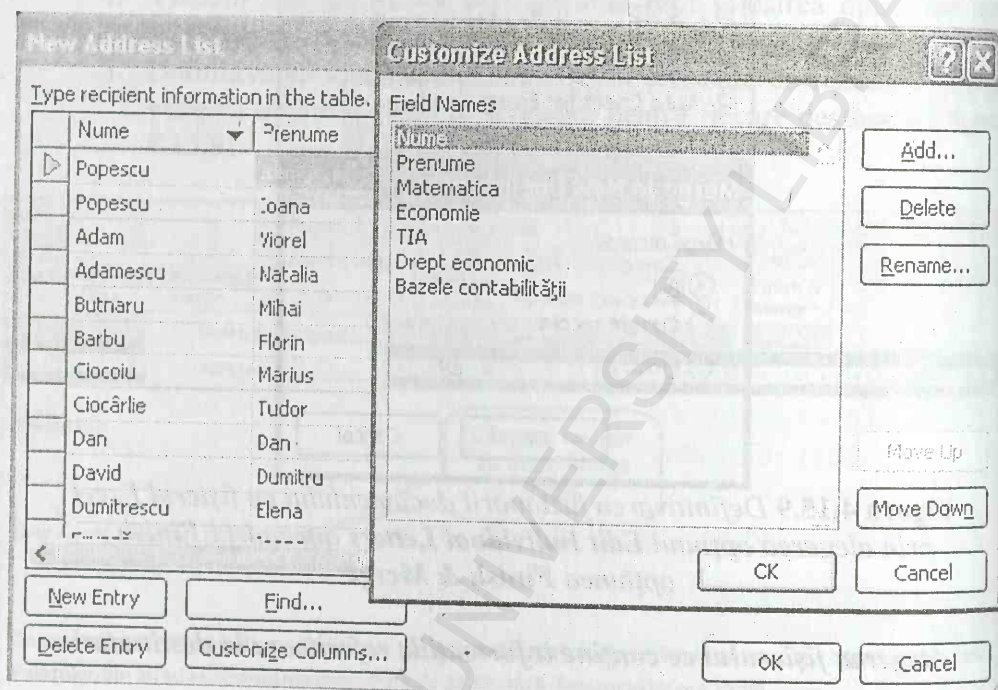 New Address List
Type recipient information in the table.
Nume Prenume
Popescu
Popescu Ioana
Adam Viorel
Adamescu Natalia
Butnaru Mihai
Barbu Florin
Ciocoiu Marius
Ciocârlie Tudor
Dan Dan
David Dumitru
Dumitrescu Elena
New Entry Find...
Delete Entry Customize Columns...
OK Cancel
Customize Address List
Field Names
Nume
Prenume
Matematica
Economie
TIA
Drept economic
Bazele contabilităţii
Add...
Delete
Rename...
Move Up
Move Down
OK Cancel
UNIVERSITY